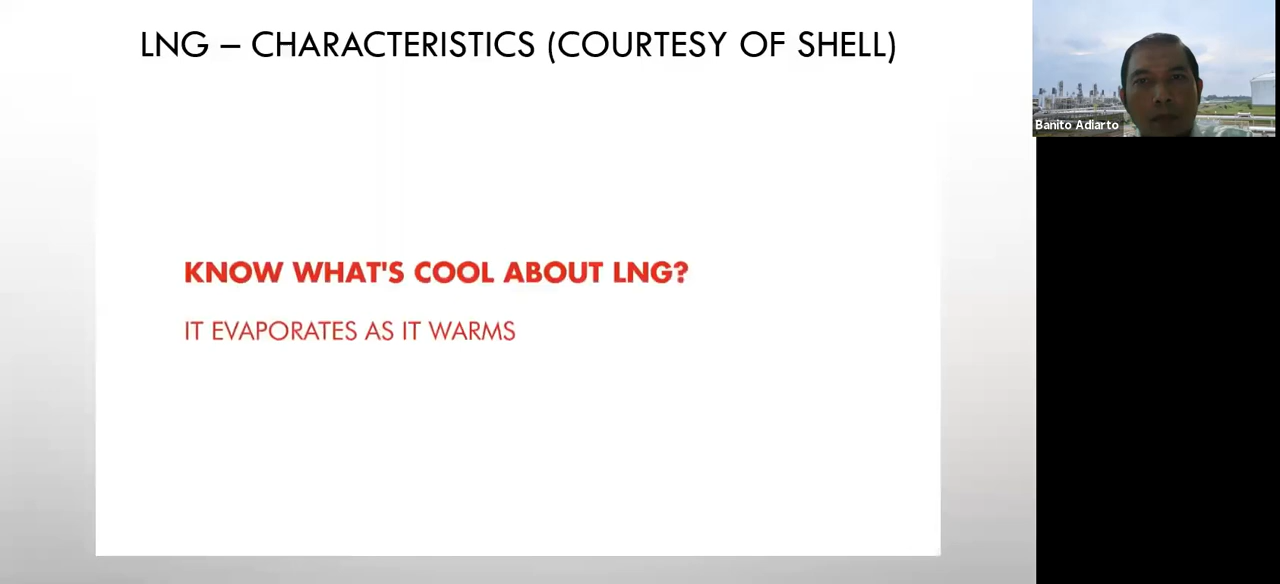 LNG – CHARACTERISTICS (COURTESY OF SHELL)
KNOW WHAT'S COOL ABOUT LNG?
IT EVAPORATES AS IT WARMS
Banito Adiarto